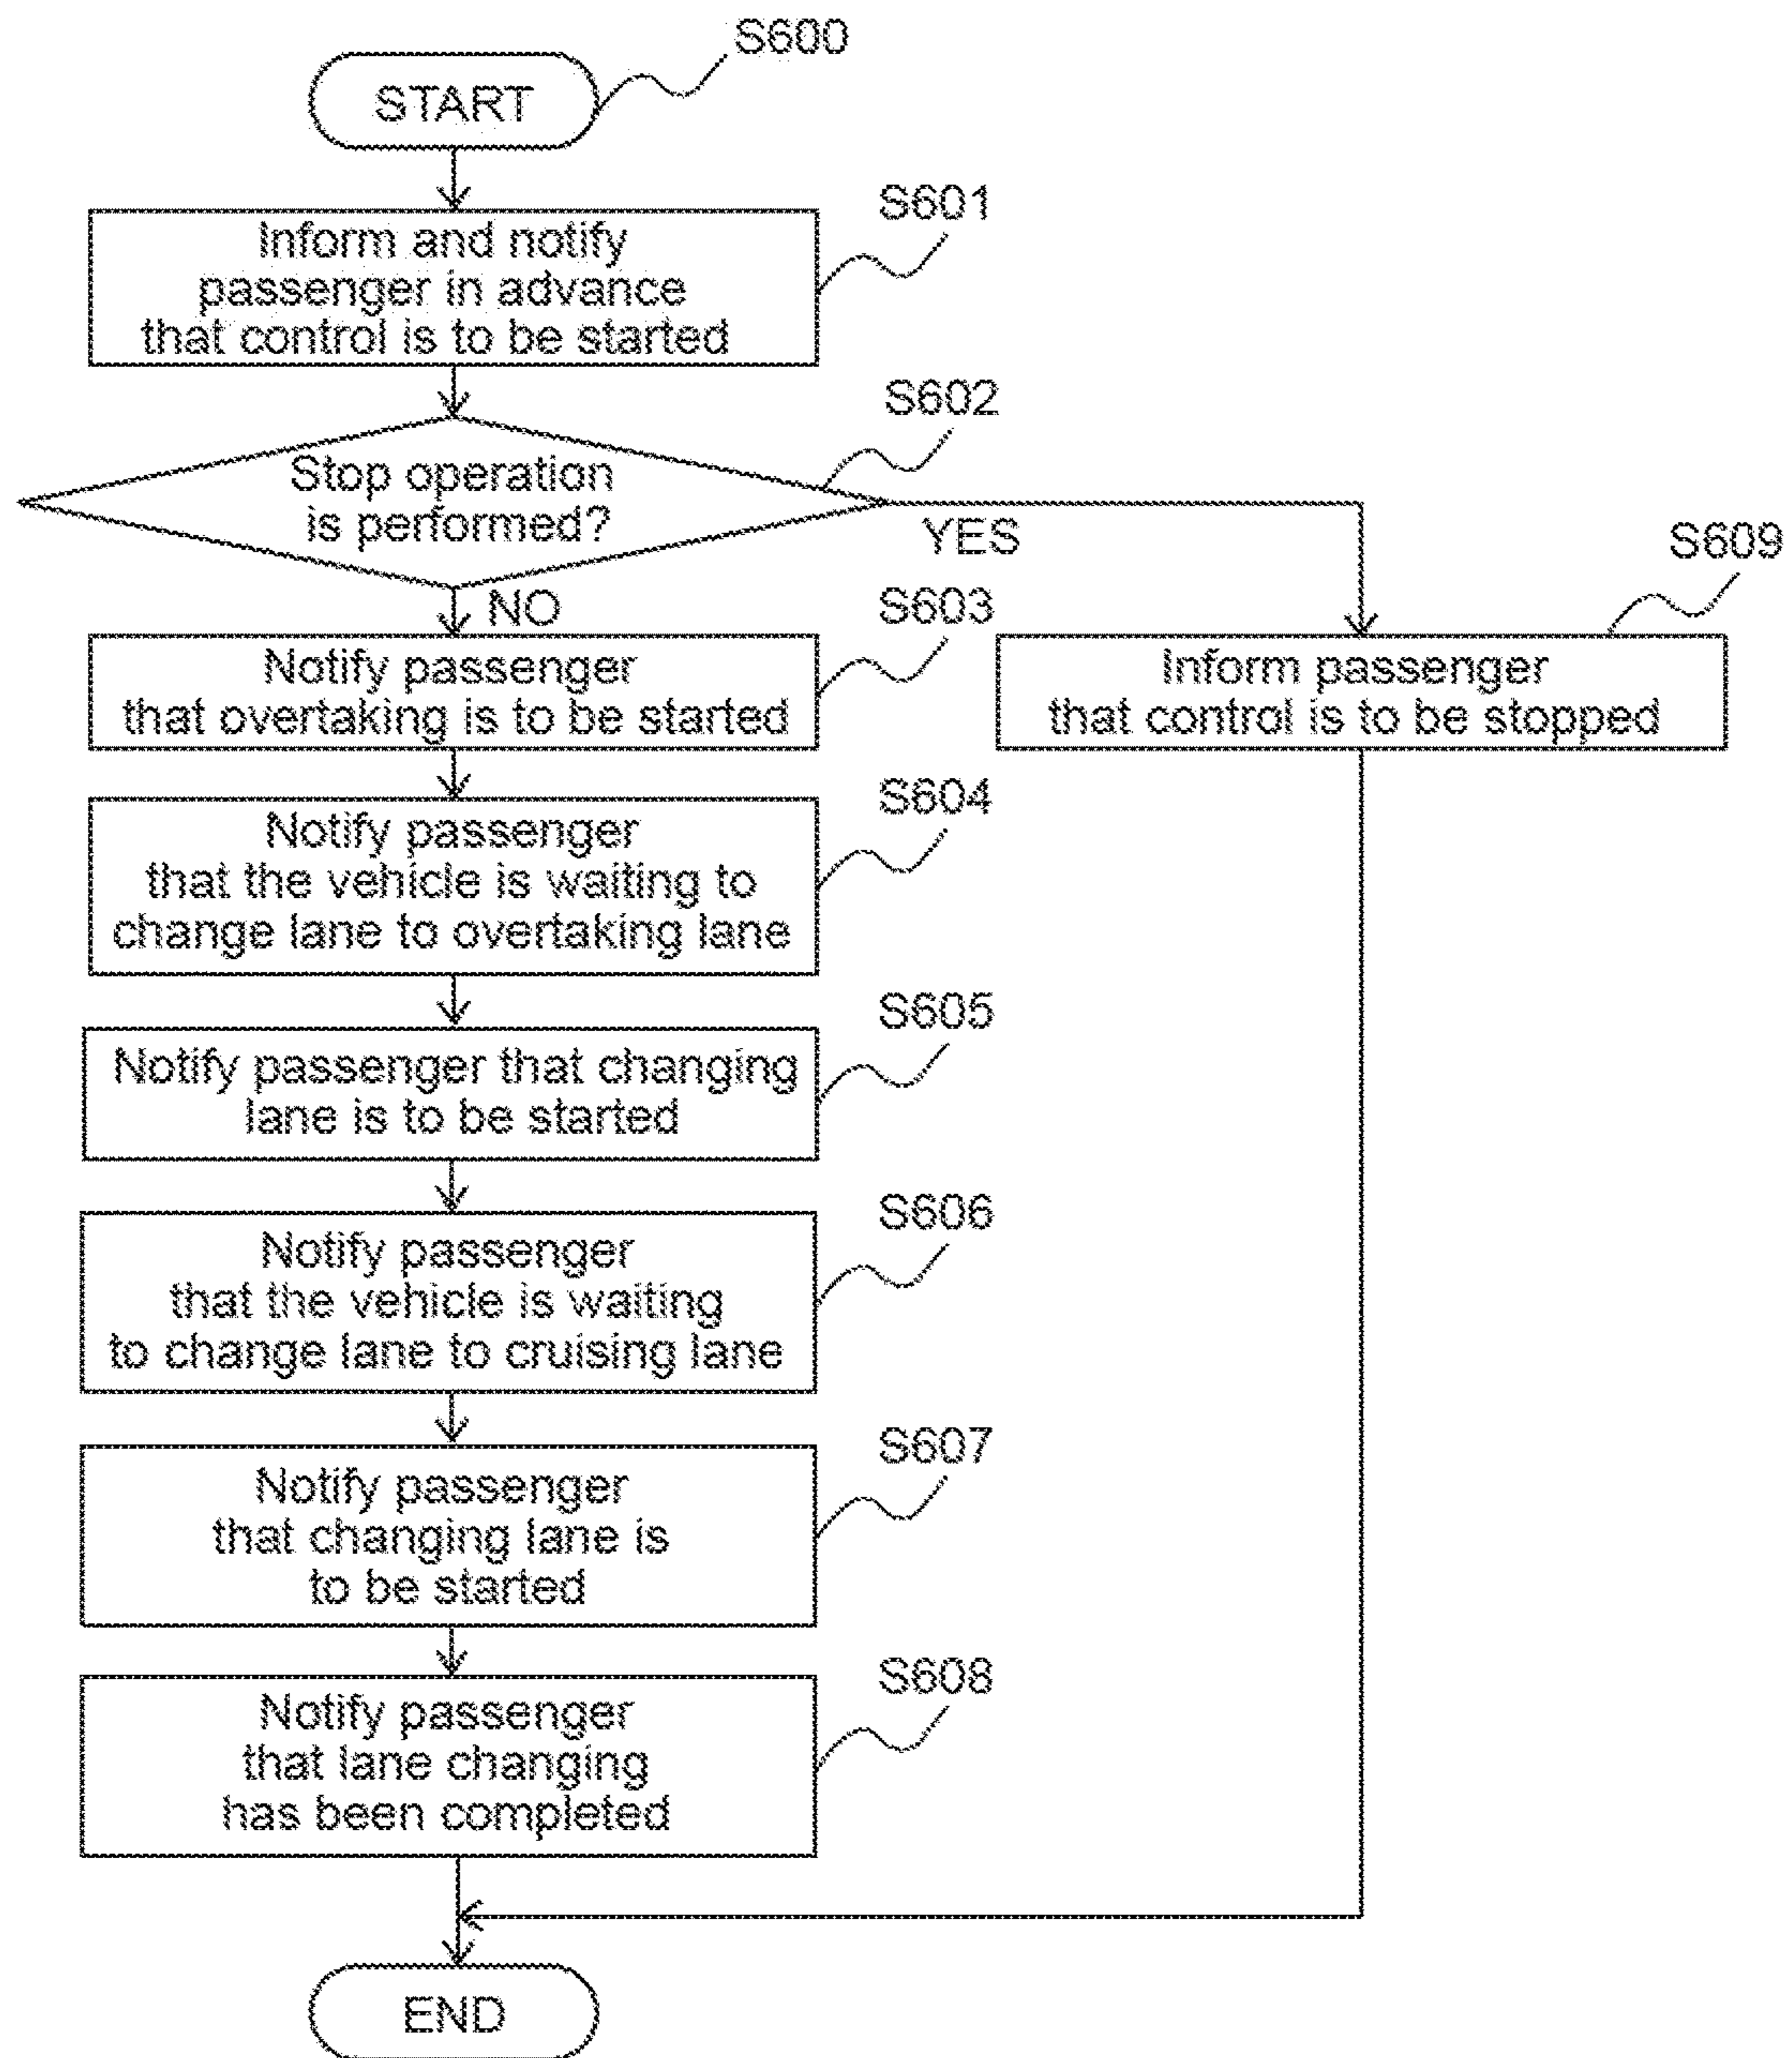 S600
START
S601
Inform and notify
passenger in advance
that control is to be started
S602
Stop operation
is performed?
YES
S609
NO
S603
Notify passenger
that overtaking is to be started
Inform passenger
that control is to be stopped
S604
Notify passenger
that the vehicle is waiting to
change lane to overtaking lane
S605
Notify passenger that changing
lane is to be started
S606
Notify passenger
that the vehicle is waiting
to change lane to cruising lane
S607
Notify passenger
that changing lane is
to be started
S608
Notify passenger
that lane changing
has been completed
END